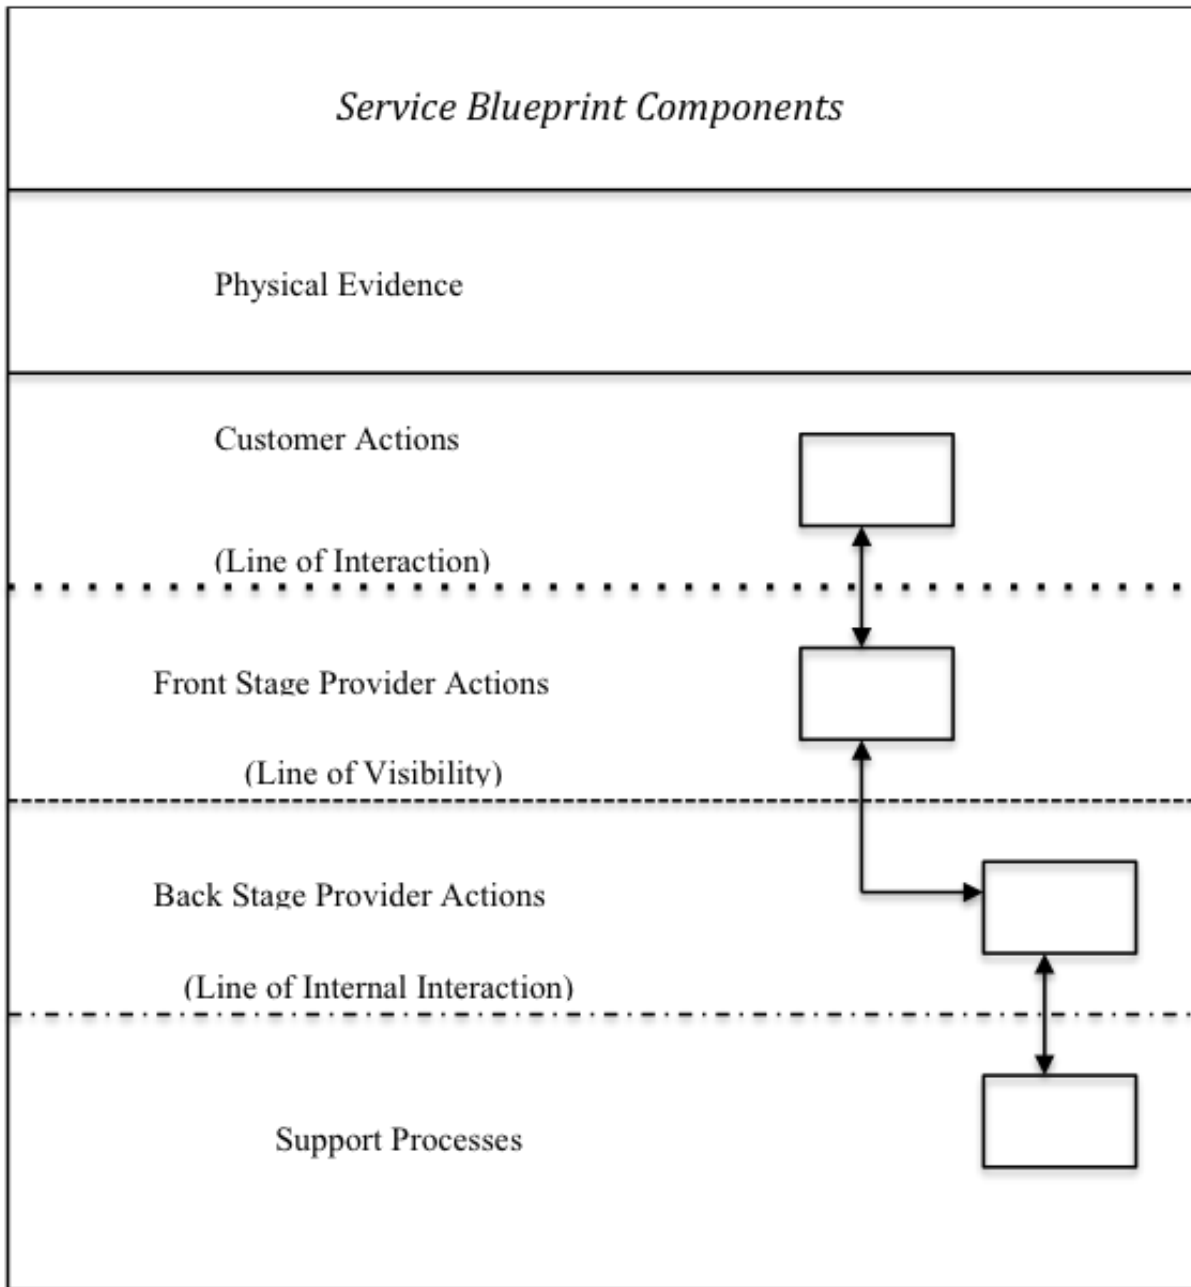 Service Blueprint Components
Physical Evidence
Customer Actions
(Line of Interaction)
Front Stage Provider Actions
(Line of Visibility)
Back Stage Provider Actions
(Line of Internal Interaction)
Support Processes